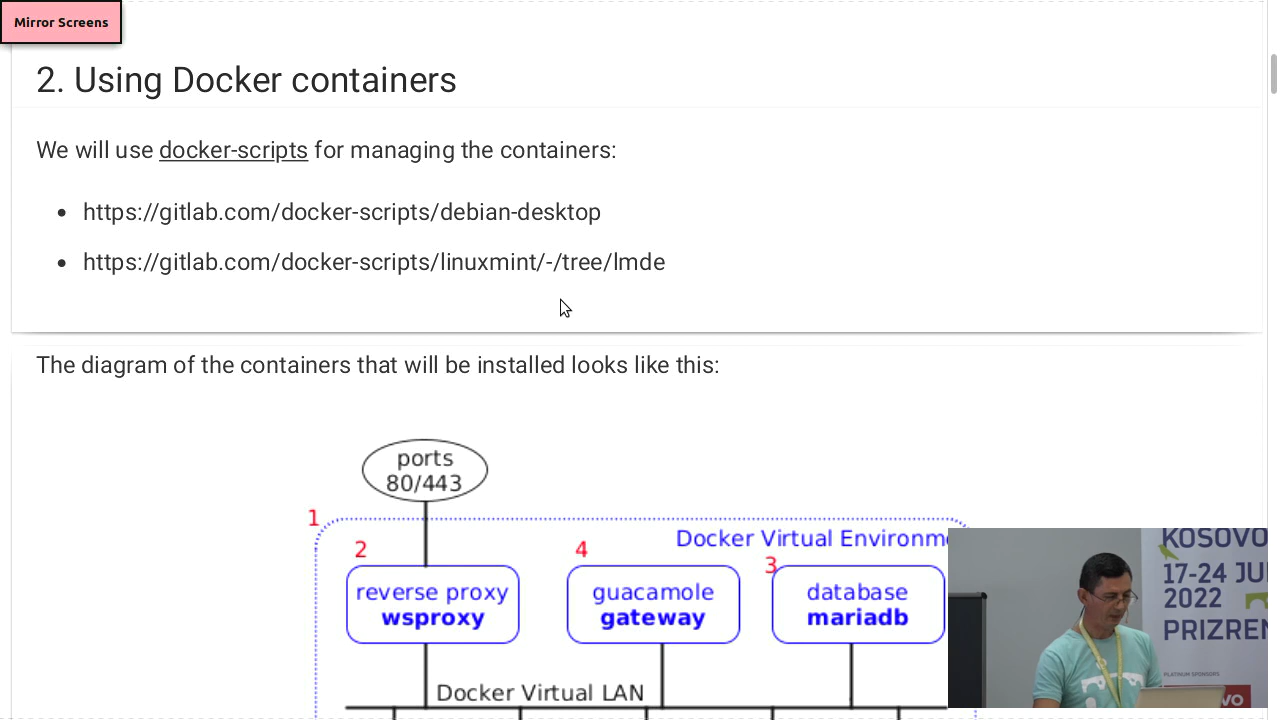 Mirror Screens
2. Using Docker containers
We will use docker-scripts for managing the containers:
https://gitlab.com/docker-scripts/debian-desktop
https://gitlab.com/docker-scripts/linuxmint/-/tree/lmde
The diagram of the containers that will be installed looks like this:
ports
80/443
1
Docker Virtual Environm
2
4
3
reverse proxy
wsproxy
guacamole
gateway
database
mariadb
Docker Virtual LAN
KOSOVO
17-24 JU
2022
PRIZREN
PLATINUM SPONSORS
VO